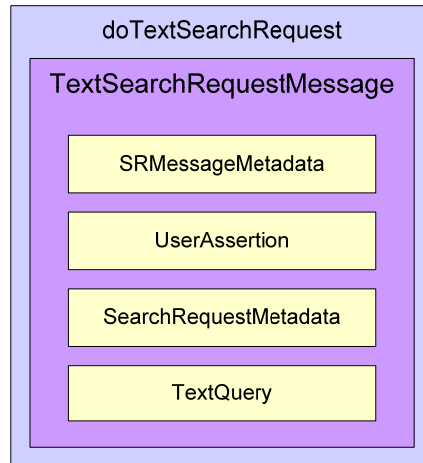 doTextSearchRequest
TextSearchRequestMessage
SRMessageMetadata
UserAssertion
SearchRequestMetadata
TextQuery